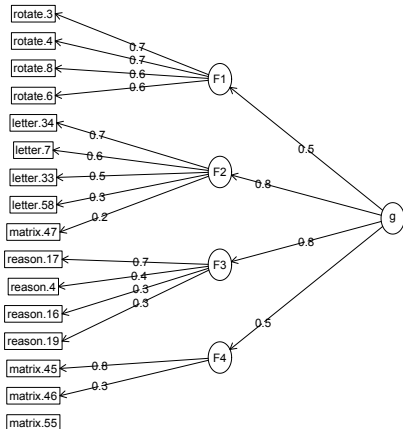 rotate.3
rotate.4
rotate.8
rotate.6
letter.34
letter.7
letter.33
letter.58
matrix.47
reason.17
reason.4
reason.16
reason.19
matrix.45
matrix.46
matrix.55
0.7
0.7
0.6
0.6
0.7
0.6
0.5
0.3
0.2
0.7
0.4
0.3
0.3
0.8
0.3
F1
F2
F3
F4
0.5
0.8
0.8
0.5
g